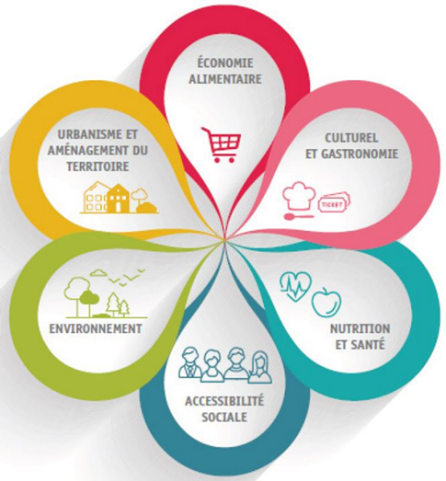 ÉCONOMIE
ALIMENTAIRE
CULTUREL
ET GASTRONOMIE
TICKET
NUTRITION
ET SANTÉ
ACCESSIBILITÉ
SOCIALE
ENVIRONNEMENT
URBANISME ET
AMÉNAGEMENT DU
TERRITOIRE